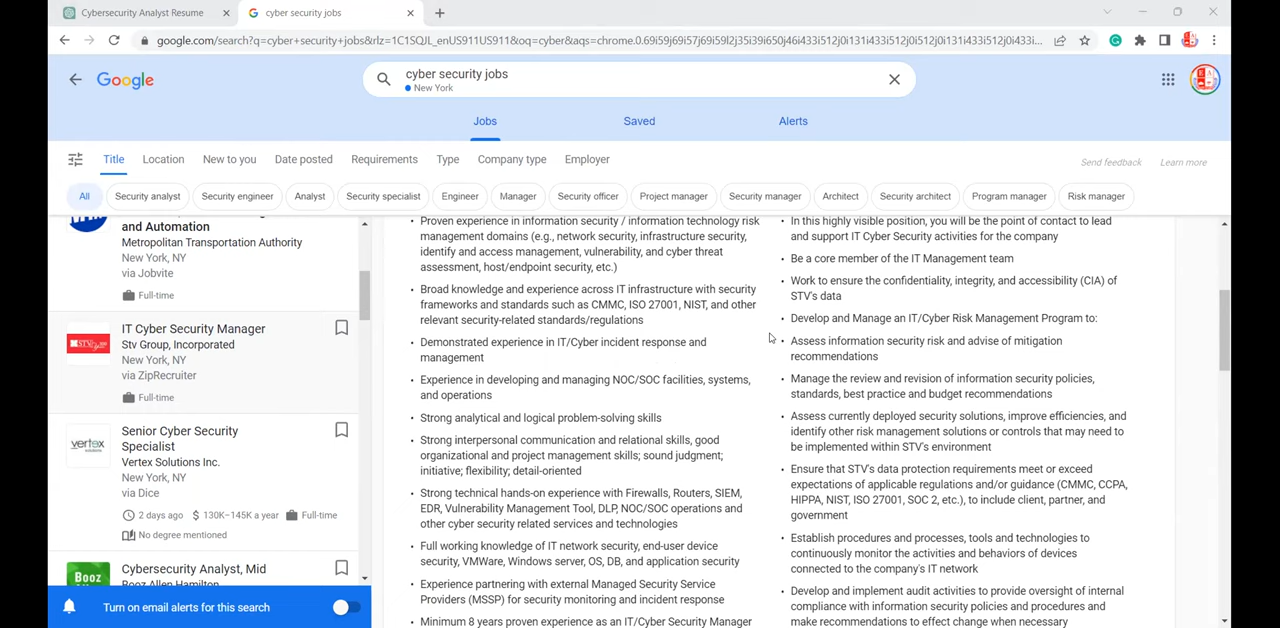 Cybersecurity Analyst Resume
cyber security jobs
google.com/search?q=cyber+security+jobs&rlz=1C1SQJL_enUS911US911&oq=cyber&aqs=chrome.0.69i59j69i57j69i59l2j35i39i650j46i433i512j0i131i433i512j0i512j0i131i433i512j0i433i...
Google
cyber security jobs
New York
Jobs
Saved
Alerts
Title
Location
New to you
Date posted
Requirements
Type
Company type
Employer
Send feedback
Learn more
All
Security analyst
Security engineer
Analyst
Security specialist
Engineer
Manager
Security officer
Project manager
Security manager
Architect
Security architect
Program manager
Risk manager
and Automation
Metropolitan Transportation Authority
New York, NY
via Jobvite
Full-time
IT Cyber Security Manager
Stv Group, Incorporated
New York, NY
via ZipRecruiter
Full-time
vertex
Senior Cyber Security
Specialist
Vertex Solutions Inc.
New York, NY
via Dice
2 days ago
$ 130K–145K a year
Full-time
No degree mentioned
Booz
Cybersecurity Analyst, Mid
Booz Allen Hamilton
Turn on email alerts for this search
• Proven experience in information security / information technology risk
management domains (e.g., network security, infrastructure security,
identify and access management, vulnerability, and cyber threat
assessment, host/endpoint security, etc.)
• Broad knowledge and experience across IT infrastructure with security
frameworks and standards such as CMMC, ISO 27001, NIST, and other
relevant security-related standards/regulations
• Demonstrated experience in IT/Cyber incident response and
management
• Experience in developing and managing NOC/SOC facilities, systems,
and operations
• Strong analytical and logical problem-solving skills
• Strong interpersonal communication and relational skills, good
organizational and project management skills; sound judgment;
initiative; flexibility; detail-oriented
• Strong technical hands-on experience with Firewalls, Routers, SIEM,
EDR, Vulnerability Management Tool, DLP, NOC/SOC operations and
other cyber security related services and technologies
• Full working knowledge of IT network security, end-user device
security, VMWare, Windows server, OS, DB, and application security
• Experience partnering with external Managed Security Service
Providers (MSSP) for security monitoring and incident response
• Minimum 8 years proven experience as an IT/Cyber Security Manager
• In this highly visible position, you will be the point of contact to lead
and support IT Cyber Security activities for the company
• Be a core member of the IT Management team
• Work to ensure the confidentiality, integrity, and accessibility (CIA) of
STV's data
• Develop and Manage an IT/Cyber Risk Management Program to:
• Assess information security risk and advise of mitigation
recommendations
• Manage the review and revision of information security policies,
standards, best practice and budget recommendations
• Assess currently deployed security solutions, improve efficiencies, and
identify other risk management solutions or controls that may need to
be implemented within STV's environment
• Ensure that STV's data protection requirements meet or exceed
expectations of applicable regulations and/or guidance (CMMC, CCPA,
HIPPA, NIST, ISO 27001, SOC 2, etc.), to include client, partner, and
government
• Establish procedures and processes, tools and technologies to
continuously monitor the activities and behaviors of devices
connected to the company's IT network
• Develop and implement audit activities to provide oversight of internal
compliance with information security policies and procedures and
make recommendations to effect change when necessary